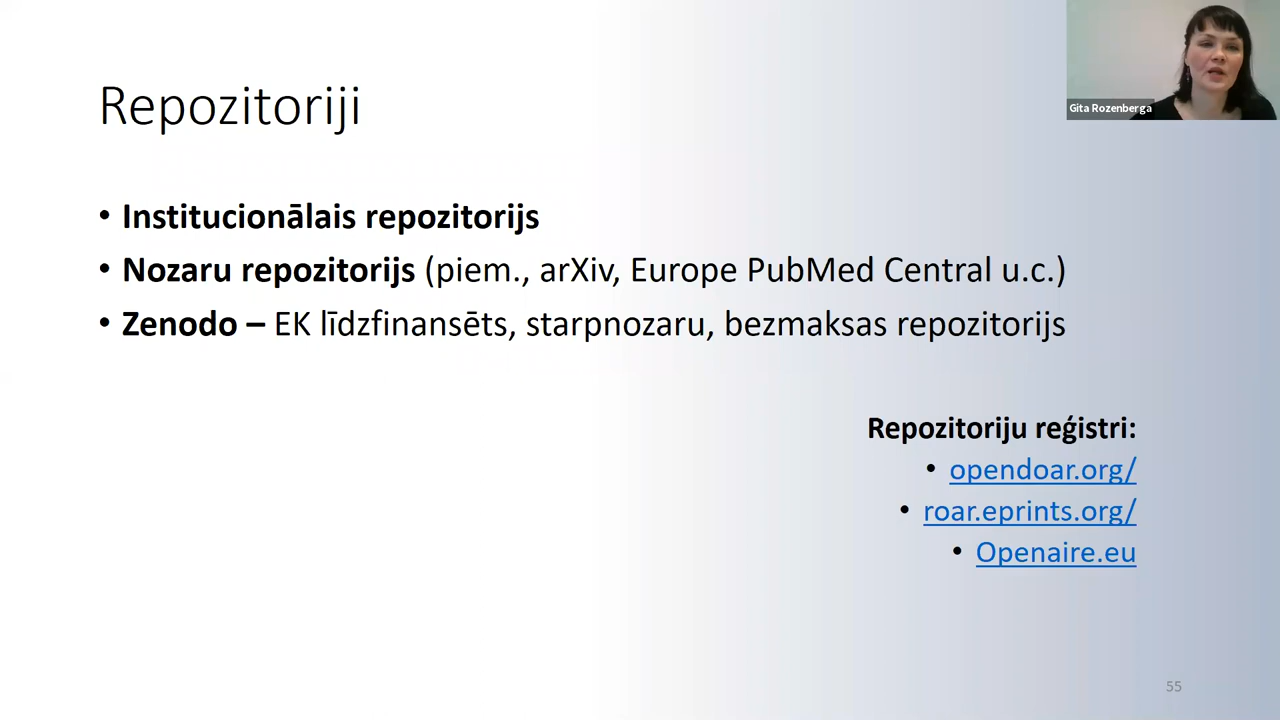 Gita Rozenberga
Repozitoriji
• Institucionālais repozitorijs
• Nozaru repozitorijs (piem., arXiv, Europe PubMed Central u.c.)
• Zenodo – EK līdzfinansēts, starpnozaru, bezmaksas repozitorijs
Repozitoriju reģistri:
• opendoar.org/
• roar.eprints.org/
• Openaire.eu
55